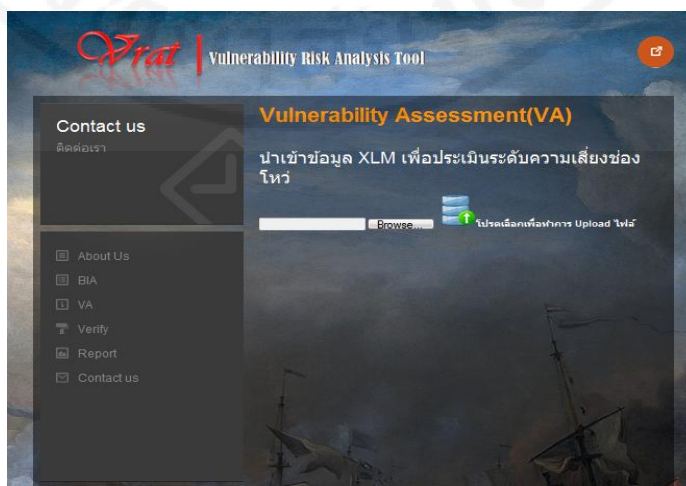 Vrat
Vulnerability Risk Analysis Tool
Contact us
ติดต่อเรา
About Us
BIA
VA
Verify
Report
Contact us
Vulnerability Assessment(VA)
นำเข้าข้อมูล XLM เพื่อประเมินระดับความเสี่ยงช่อง
โหว่
Browse...
โปรดเลือกเพื่อทำการ Upload ไฟล์